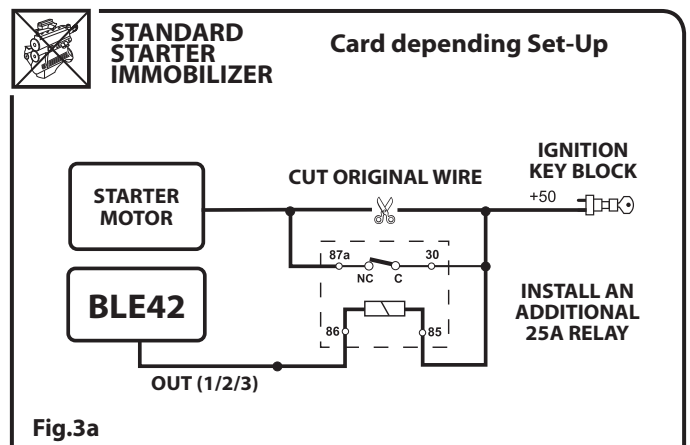 STANDARD
STARTER
IMMOBILIZER
Card depending Set-Up
IGNITION
KEY BLOCK
CUT ORIGINAL WIRE
+50
STARTER
MOTOR
87a
30
NC
C
BLE42
INSTALL AN
ADDITIONAL
25A RELAY
86
85
OUT (1/2/3)
Fig.3a